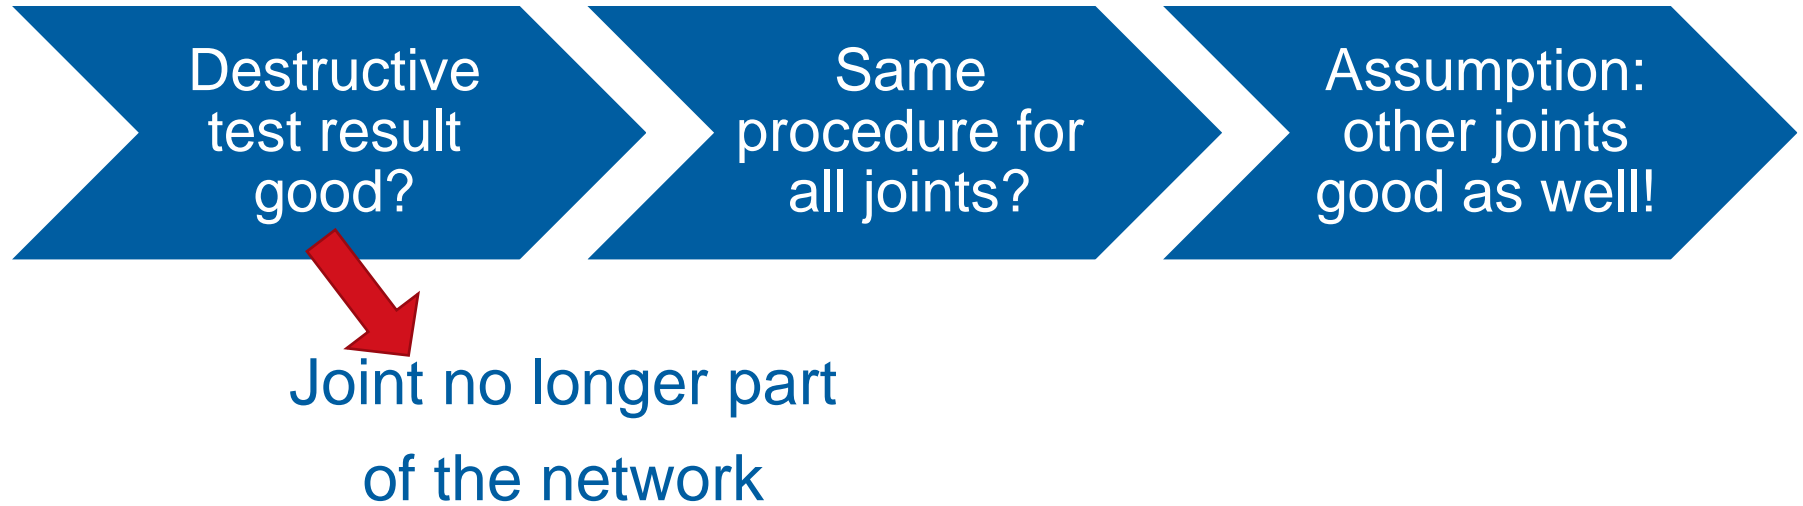 Destructive
test result
good?
Same
procedure for
all joints?
Assumption:
other joints
good as well!
Joint no longer part
of the network